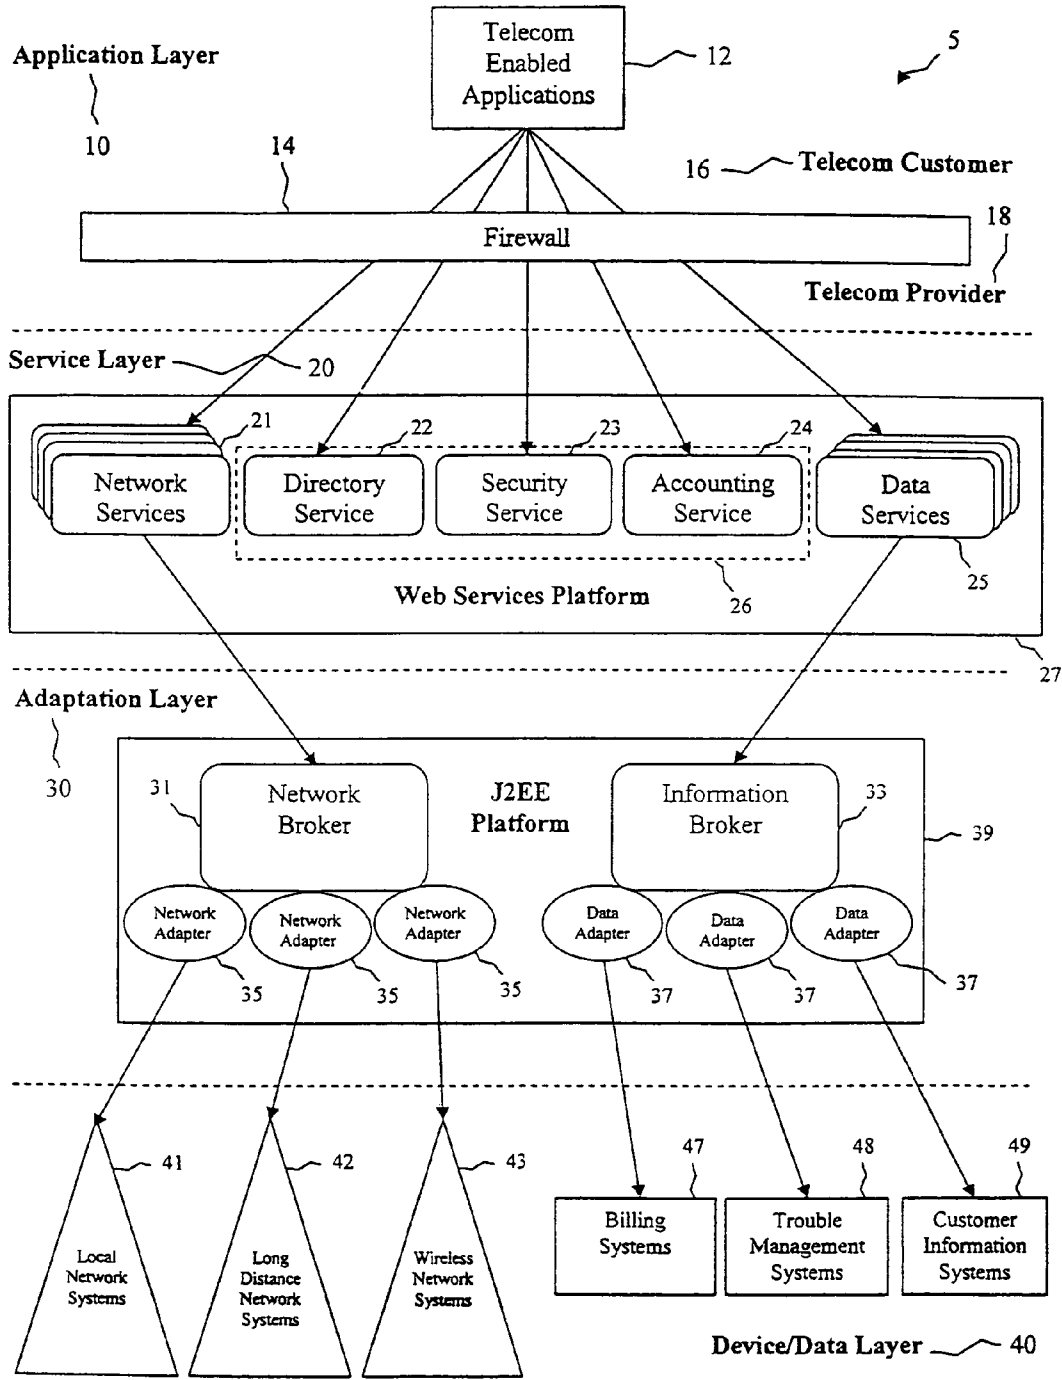 Telecom
Enabled
Applications
12
5
Application Layer
10
14
16
Telecom Customer
18
Firewall
Telecom Provider
Service Layer
20
21
22
23
24
Network
Services
Directory
Service
Security
Service
Accounting
Service
Data
Services
25
26
Web Services Platform
27
Adaptation Layer
30
31
Network
Broker
J2EE
Platform
Information
Broker
33
39
Network
Adapter
Network
Adapter
Network
Adapter
Data
Adapter
Data
Adapter
Data
Adapter
35
35
35
37
37
37
41
42
43
47
48
49
Local
Network
Systems
Long
Distance
Network
Systems
Wireless
Network
Systems
Billing
Systems
Trouble
Management
Systems
Customer
Information
Systems
Device/Data Layer
40